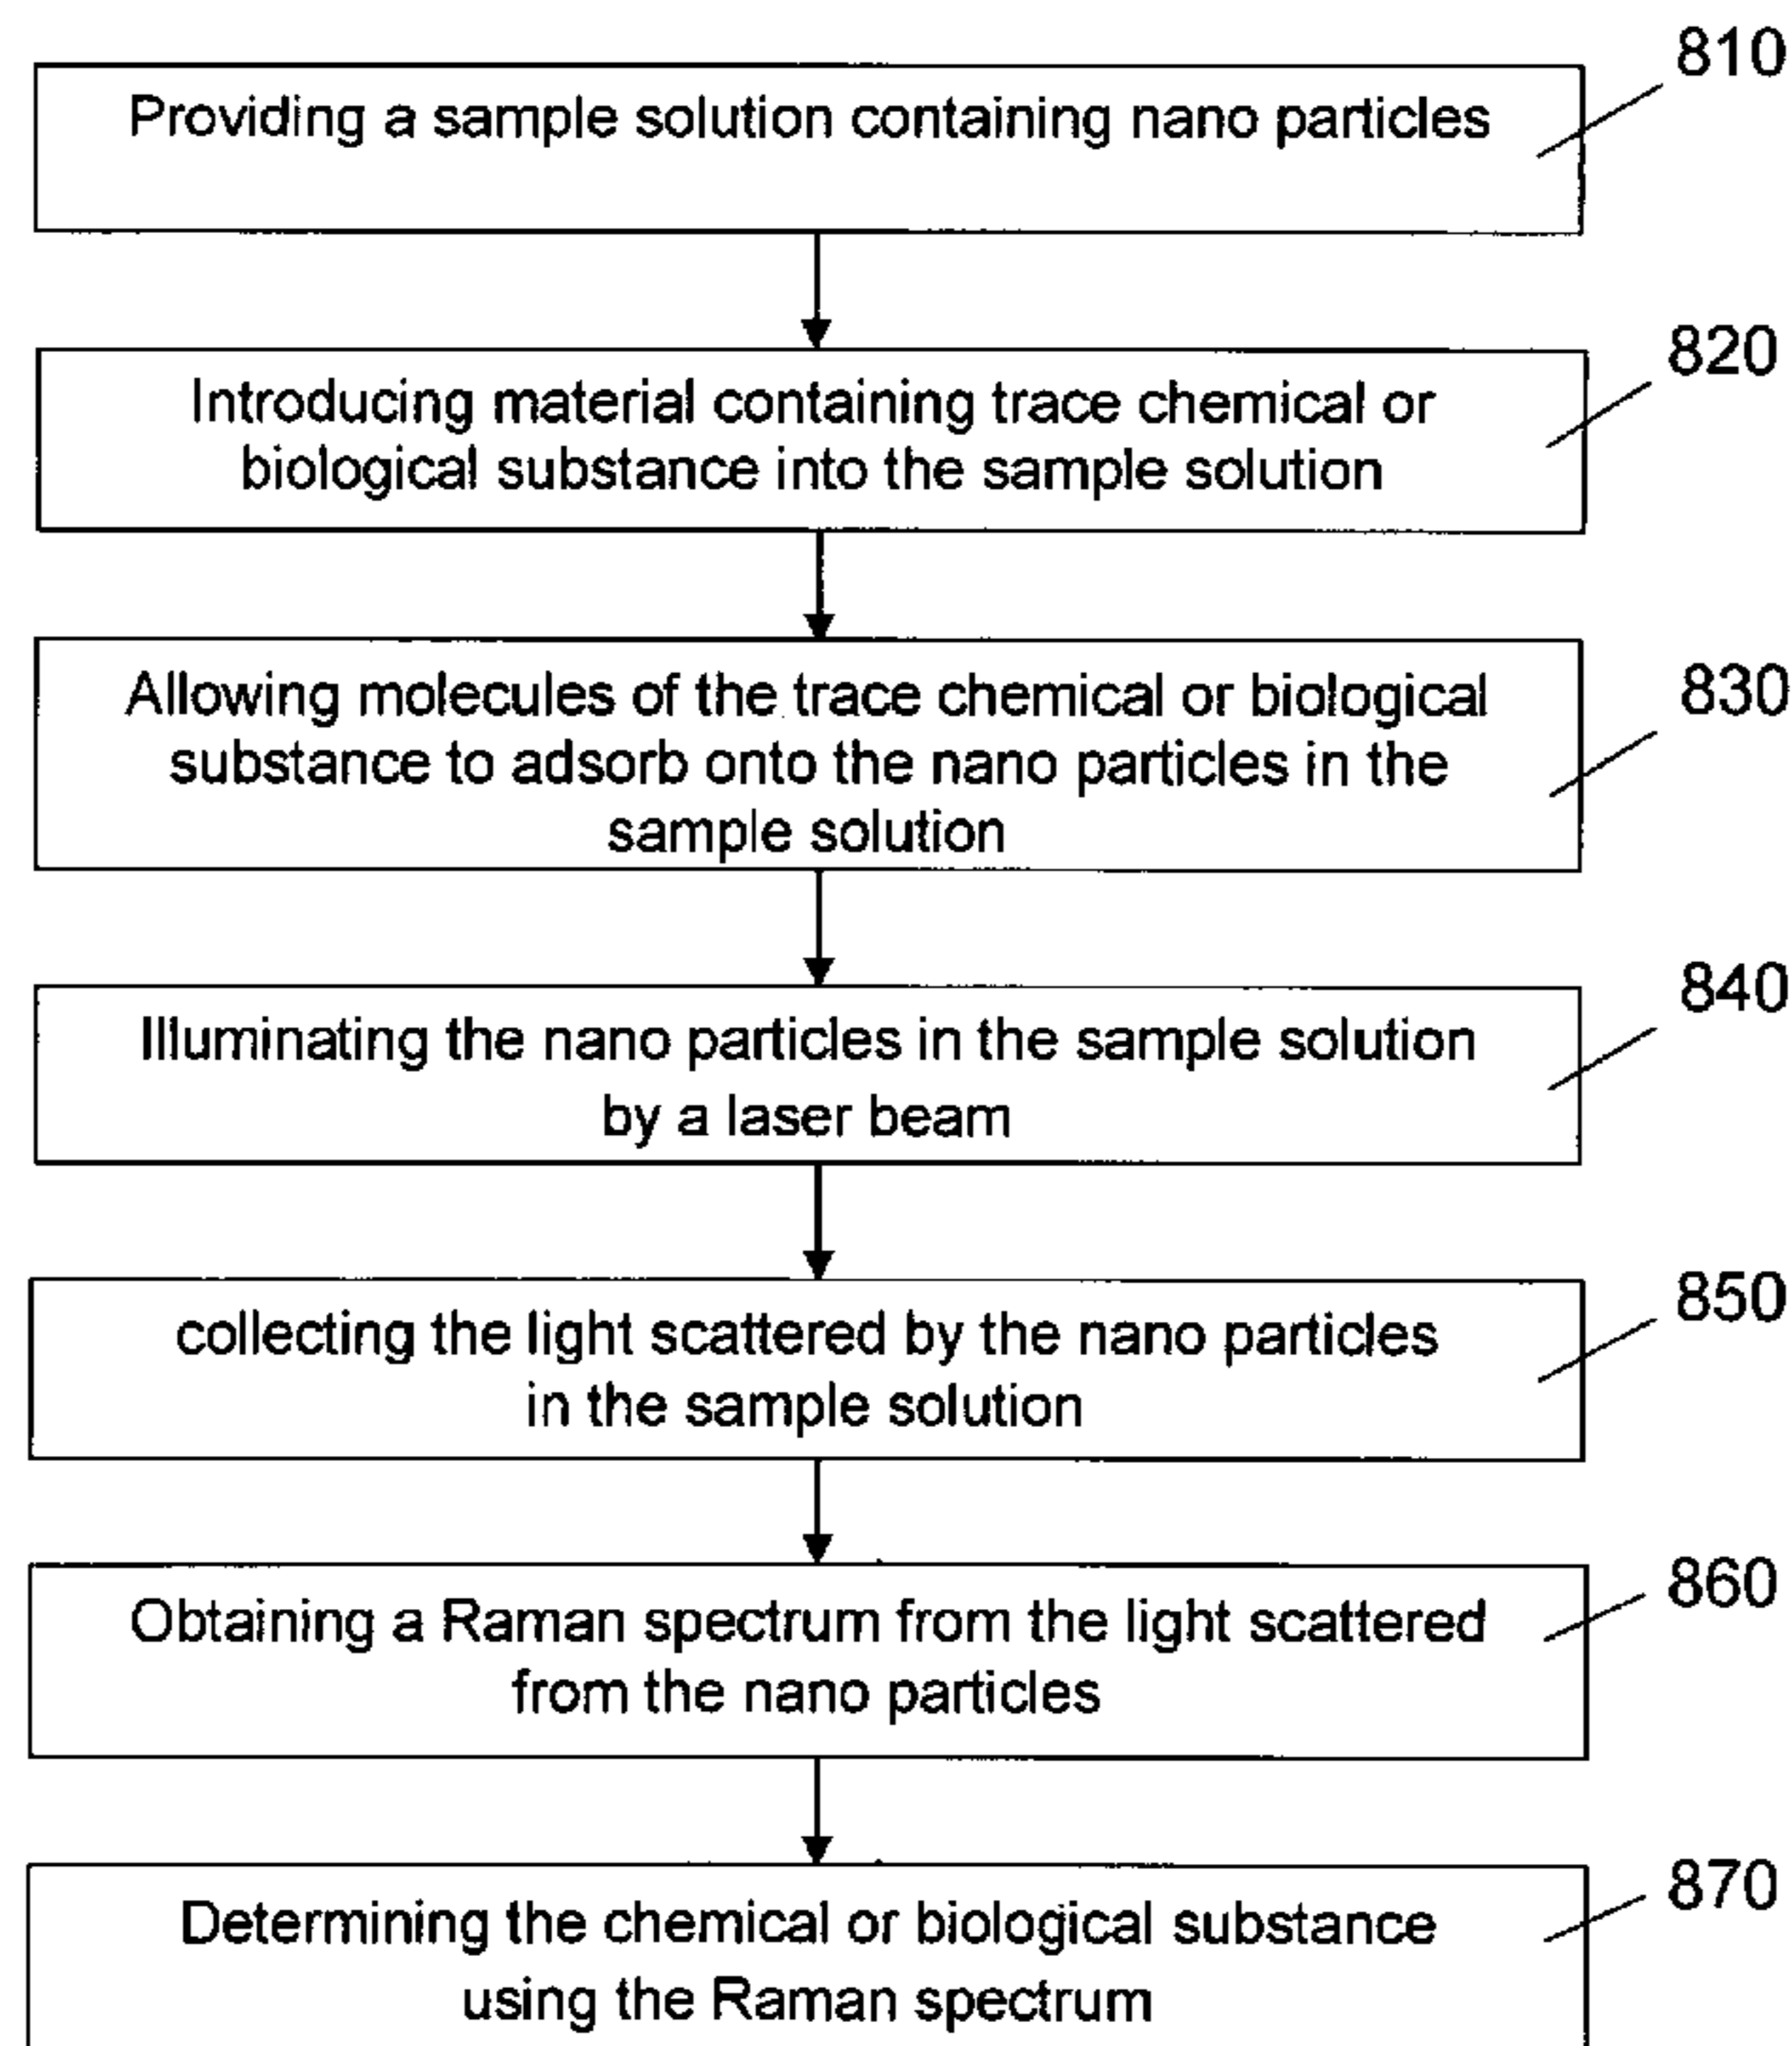 810
Providing a sample solution containing nano particles
820
Introducing material containing trace chemical or
biological substance into the sample solution
830
Allowing molecules of the trace chemical or biological
substance to adsorb onto the nano particles in the
sample solution
840
Illuminating the nano particles in the sample solution
by a laser beam
850
collecting the light scattered by the nano particles
in the sample solution
860
Obtaining a Raman spectrum from the light scattered
from the nano particles
870
Determining the chemical or biological substance
using the Raman spectrum